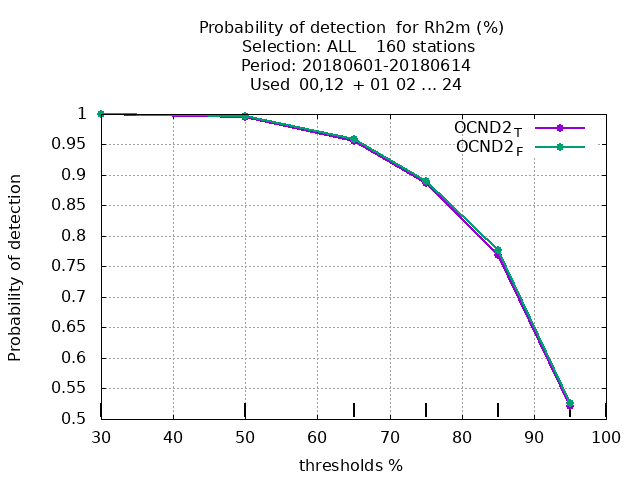 Probability of detection for Rh2m (%)
Selection: ALL 160 stations
Period: 20180601-20180614
Used 00,12 + 01 02 ... 24
Probability of detection
1
0.95
0.9
0.85
0.8
0.75
0.7
0.65
0.6
0.55
0.5
OCND2T
OCND2F
30 40 50 60 70 80 90 100
thresholds %